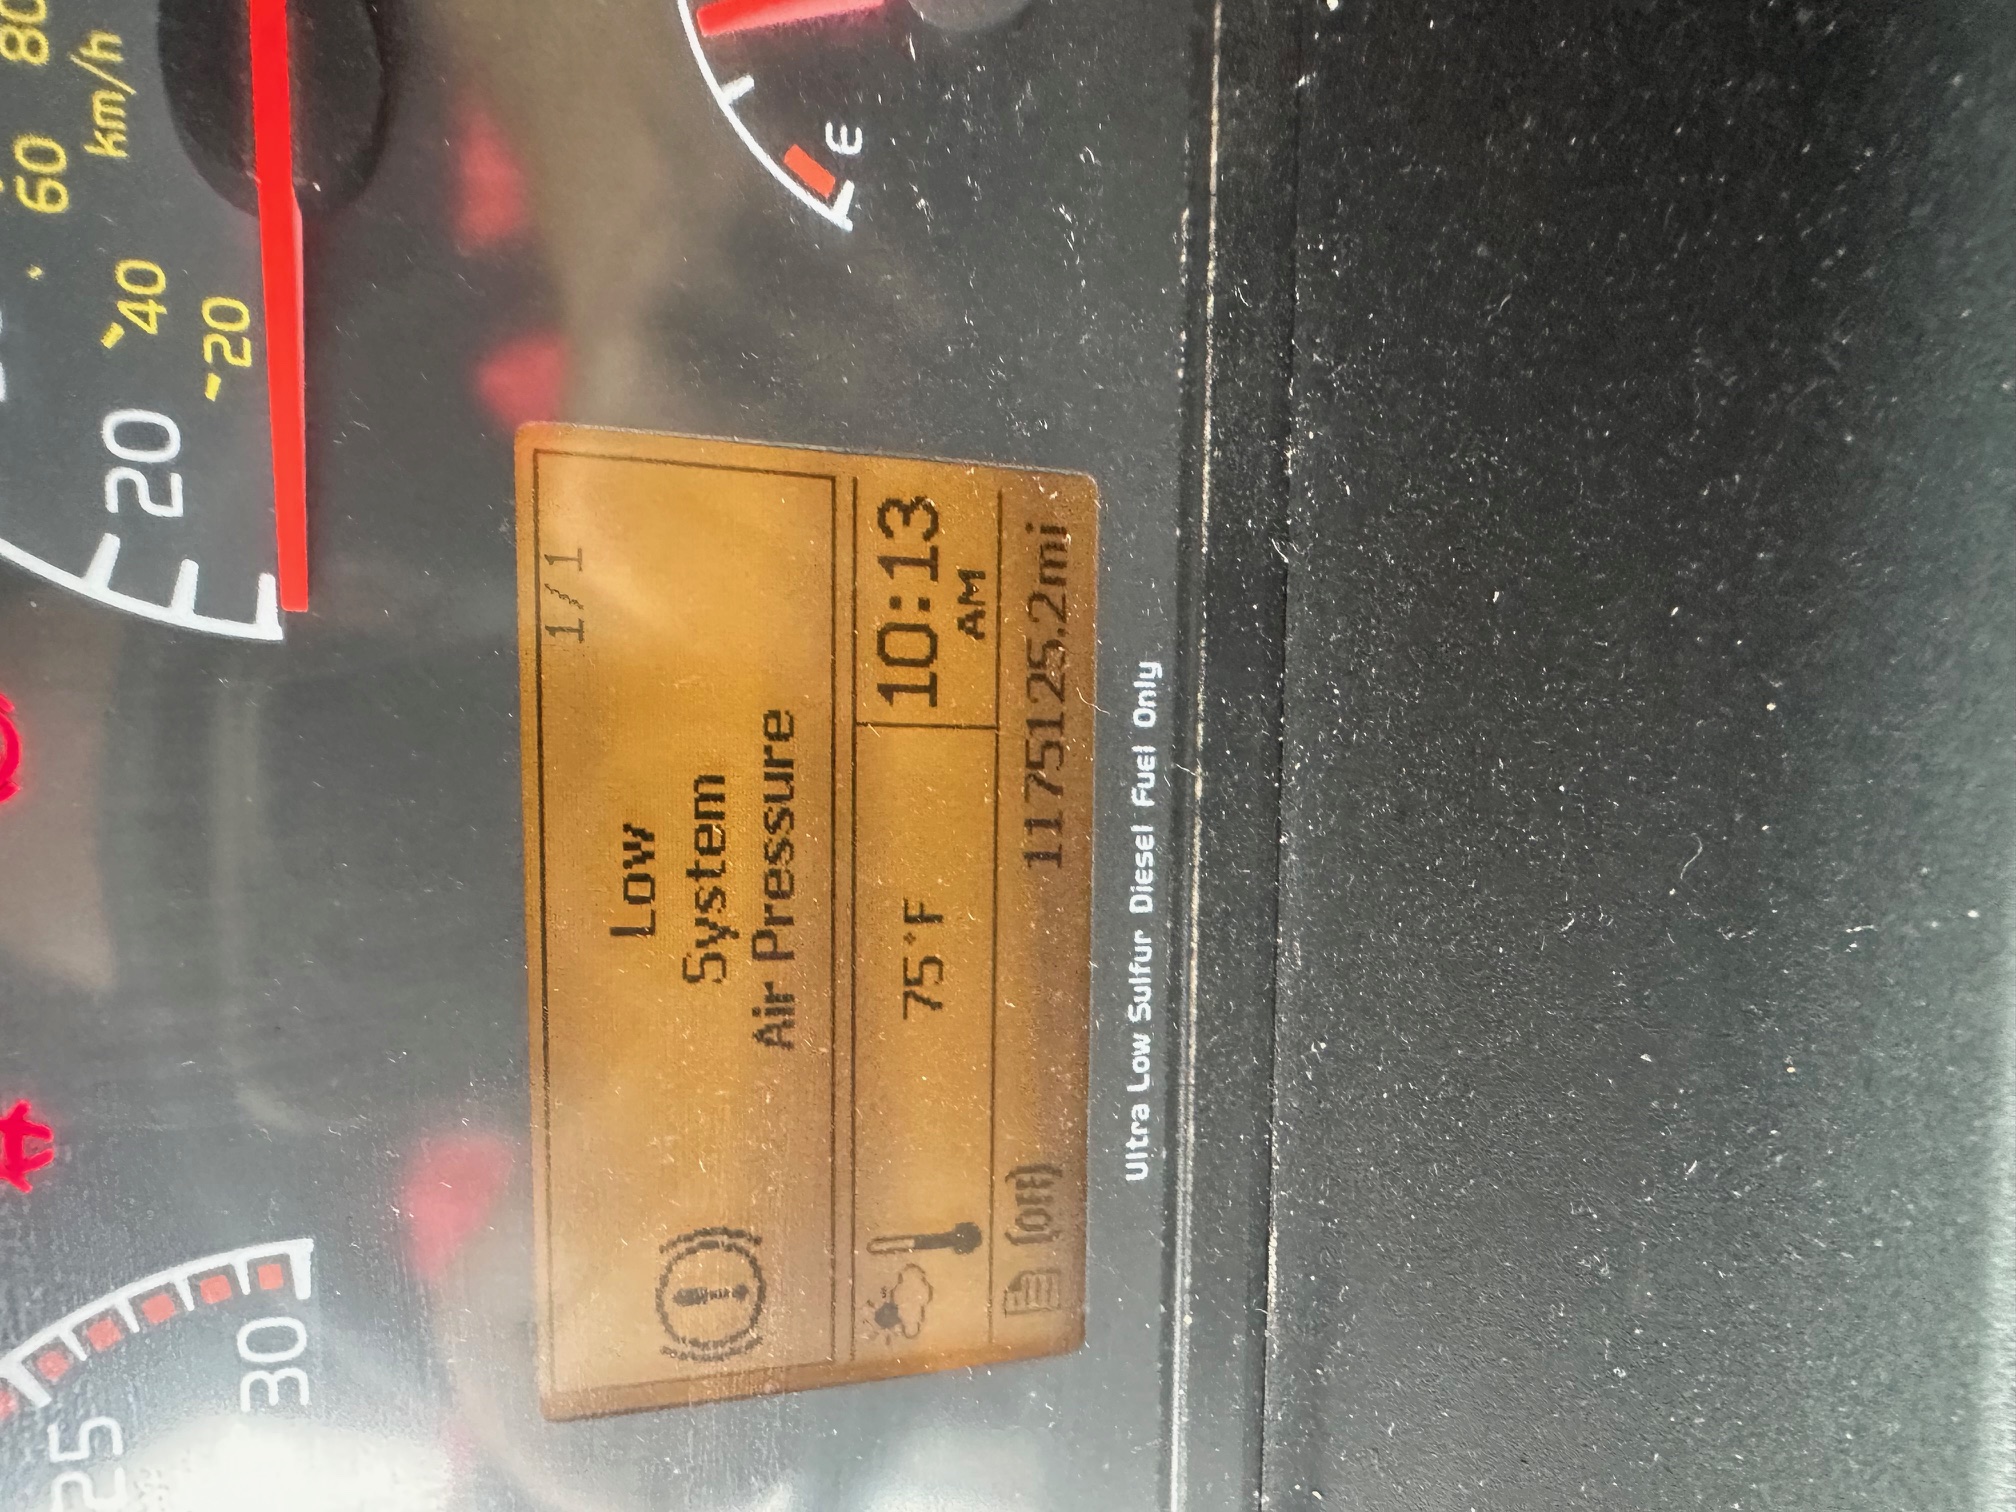 60 80
km/h
40
20
20
25
30
E
1/1
Low
System
Air Pressure
75°F
10:13
AM
(Off)
1175125.2mi
Ultra Low Sulfur Diesel Fuel Only